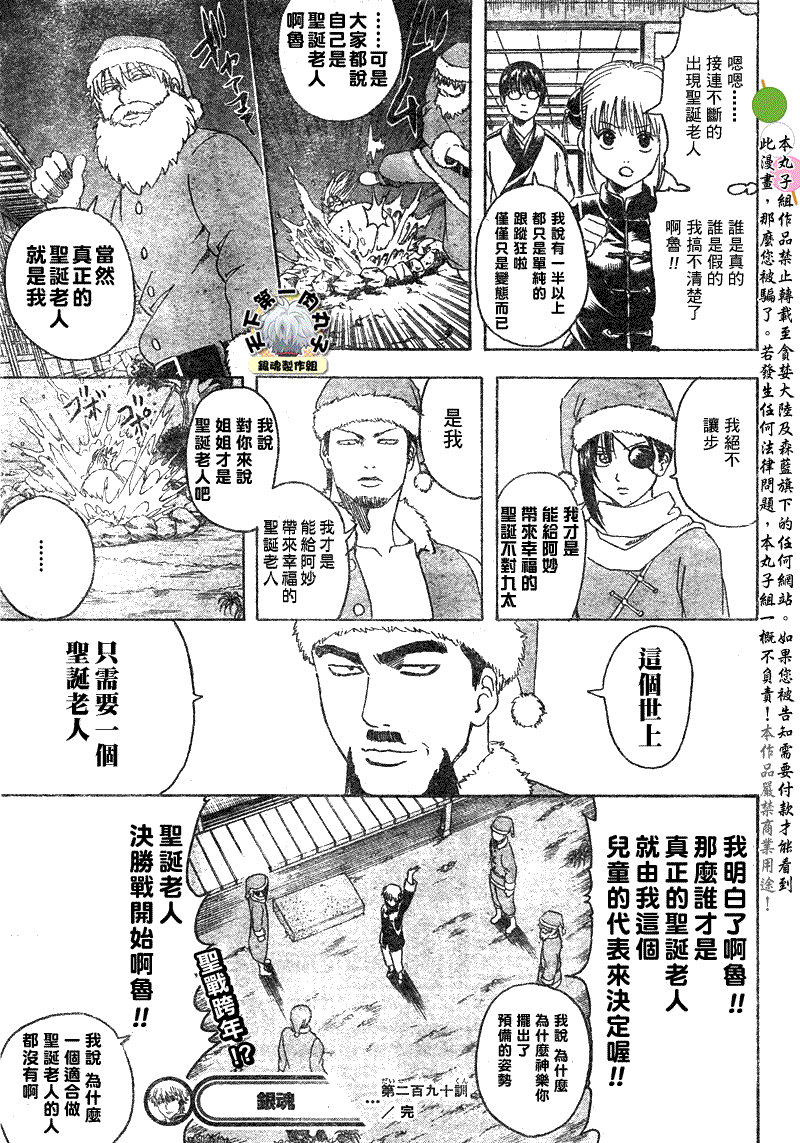 嗯嗯……
接連不斷的
出現聖誕老人
誰是真的
誰是假的
我搞不清楚了
啊魯!!
我說有一半以上
都只是單純的
跟蹤狂啦
僅僅只是變態而已
……可是
大家都說
自己是
聖誕老人
啊魯
當然
真正的
聖誕老人
就是我
天下第一肉丸子
銀魂製作組
我絕不
讓步
我才是
能給阿妙
帶來幸福的
聖誕不對九太
是我
我才是
能給阿妙
帶來幸福的
聖誕老人
我說
對你來說
姐姐才是
聖誕老人吧
ゴボ
ゴボ
……
這個世上
只需要一個
聖誕老人
我明白了啊魯!!
那麼誰才是
真正的聖誕老人
就由我這個
兒童的代表來決定喔!!
聖誕老人
決勝戰開始啊魯!!
我說 為什麼
為什麼神樂你
擺出了
預備的姿勢
聖戰跨年!?
我說 為什麼
一個適合做
聖誕老人的人
都沒有啊
銀魂
第二百九十訓
…／完
本丸子組作品禁止轉載至貪婪大陸及森藍旗下的任何網站。如果您被告知需要付款才能看到
此漫畫，那麼您被騙了。若發生任何法律問題，本丸子組一概不負責！本作品嚴禁商業用途！